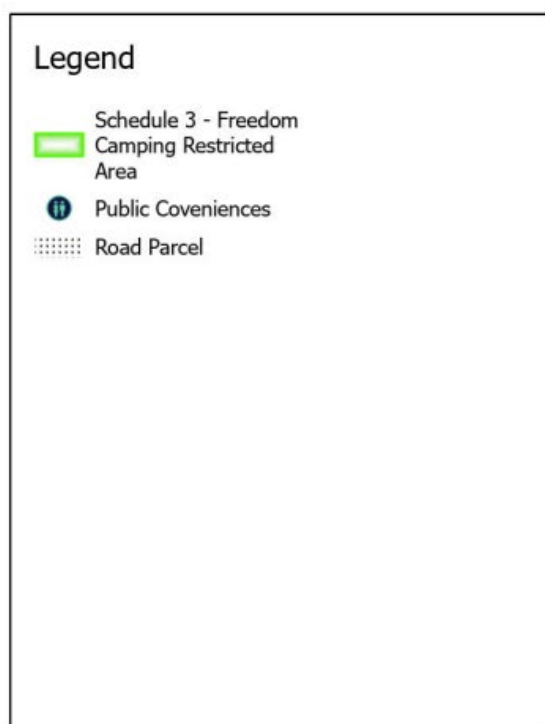 Legend
Schedule 3 - Freedom
Camping Restricted
Area
Public Coveniences
Road Parcel